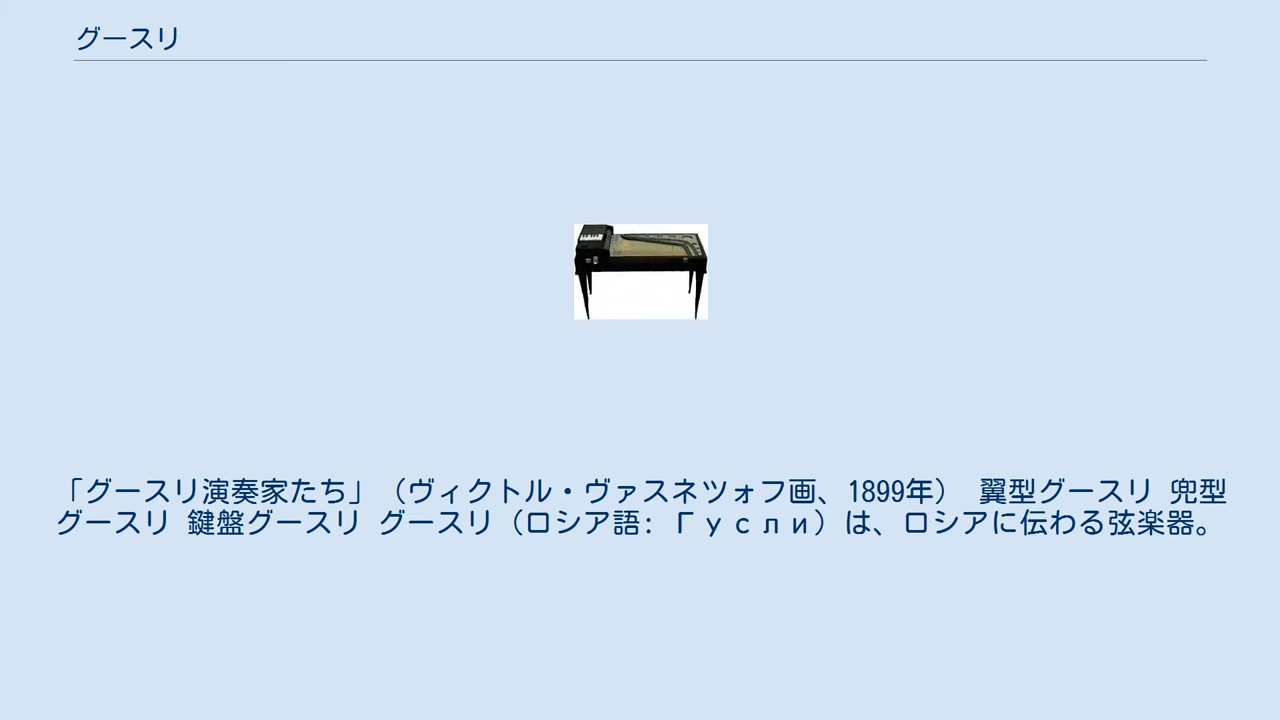 グースリ
「グースリ演奏家たち」（ヴィクトル・ヴァスネツォフ画、1899年） 翼型グースリ 兜型
グースリ 鍵盤グースリ グースリ（ロシア語: Гусли）は、ロシアに伝わる弦楽器。